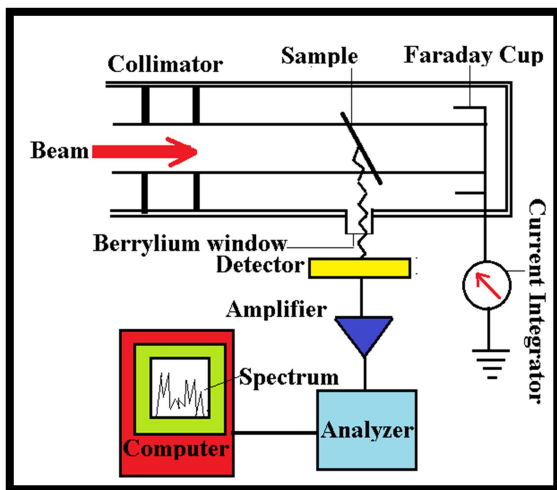 Collimator
Sample
Faraday Cup
Beam
Berrylium window
Detector
Current Integrator
Amplifier
Spectrum
Computer
Analyzer